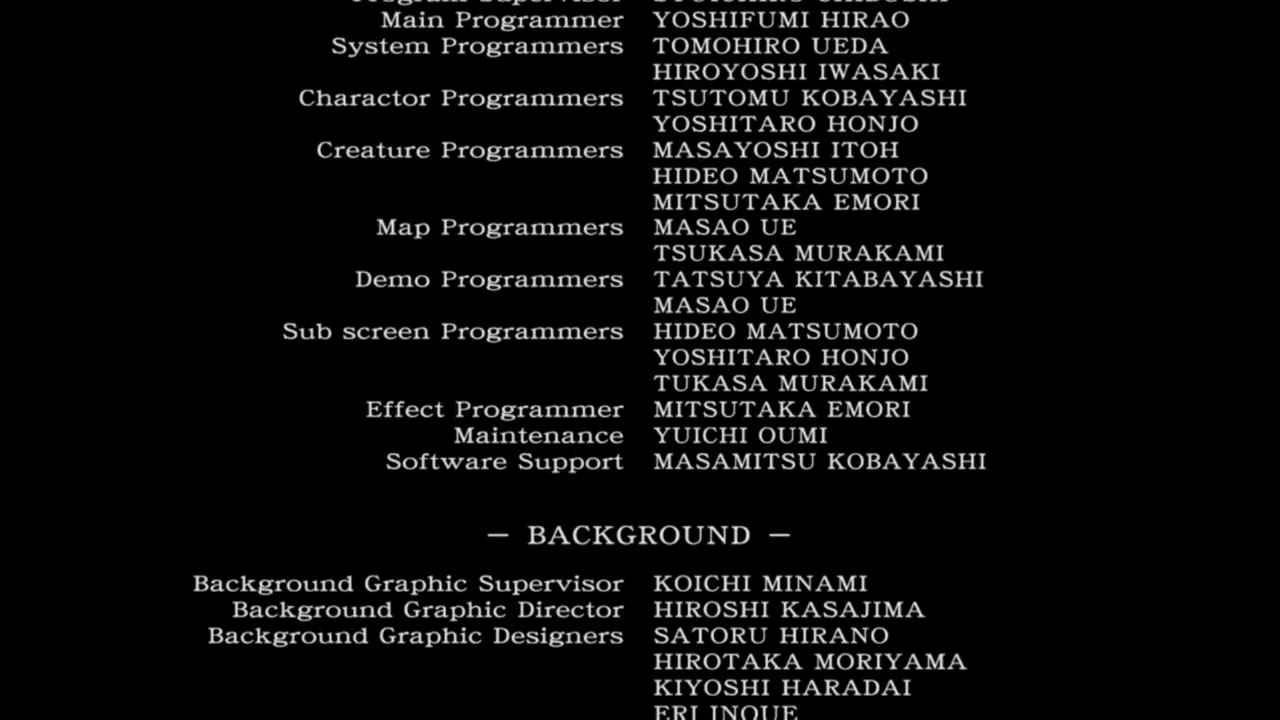 Main Programmer YOSHIFUMI HIRAO
System Programmers TOMOHIRO UEDA
HIROYOSHI IWASAKI
Charactor Programmers TSUTOMU KOBAYASHI
YOSHITARO HONJO
Creature Programmers MASAYOSHI ITOH
HIDEO MATSUMOTO
MITSUTAKA EMORI
Map Programmers MASAO UE
TSUKASA MURAKAMI
Demo Programmers TATSUYA KITABAYASHI
MASAO UE
Sub screen Programmers HIDEO MATSUMOTO
YOSHITARO HONJO
TUKASA MURAKAMI
Effect Programmer MITSUTAKA EMORI
Maintenance YUICHI OUMI
Software Support MASAMITSU KOBAYASHI
— BACKGROUND —
Background Graphic Supervisor KOICHI MINAMI
Background Graphic Director HIROSHI KASAJIMA
Background Graphic Designers SATORU HIRANO
HIROTAKA MORIYAMA
KIYOSHI HARADAI
ERI INOUE